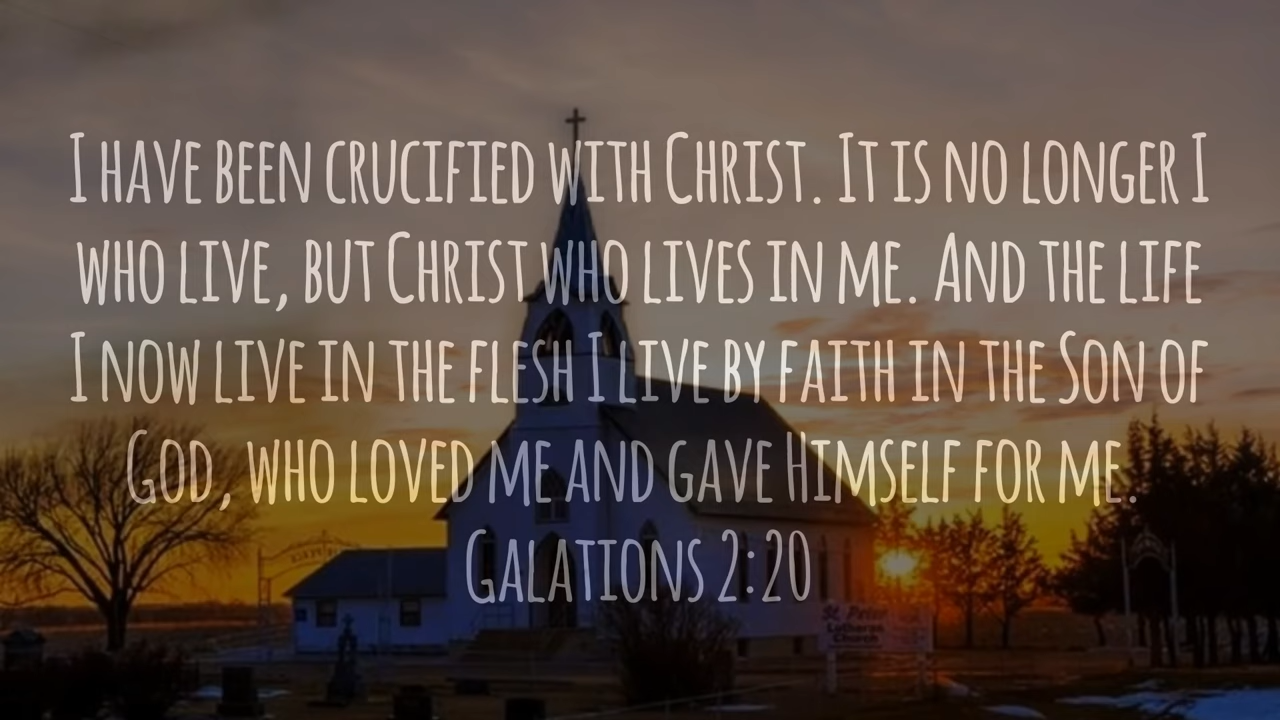 I have been crucified with Christ. It is no longer I
who live, but Christ who lives in me. And the life
I now live in the flesh I live by faith in the Son of
God, who loved me and gave Himself for me.
Galations 2:20
St. Peter
Lutheran
Church